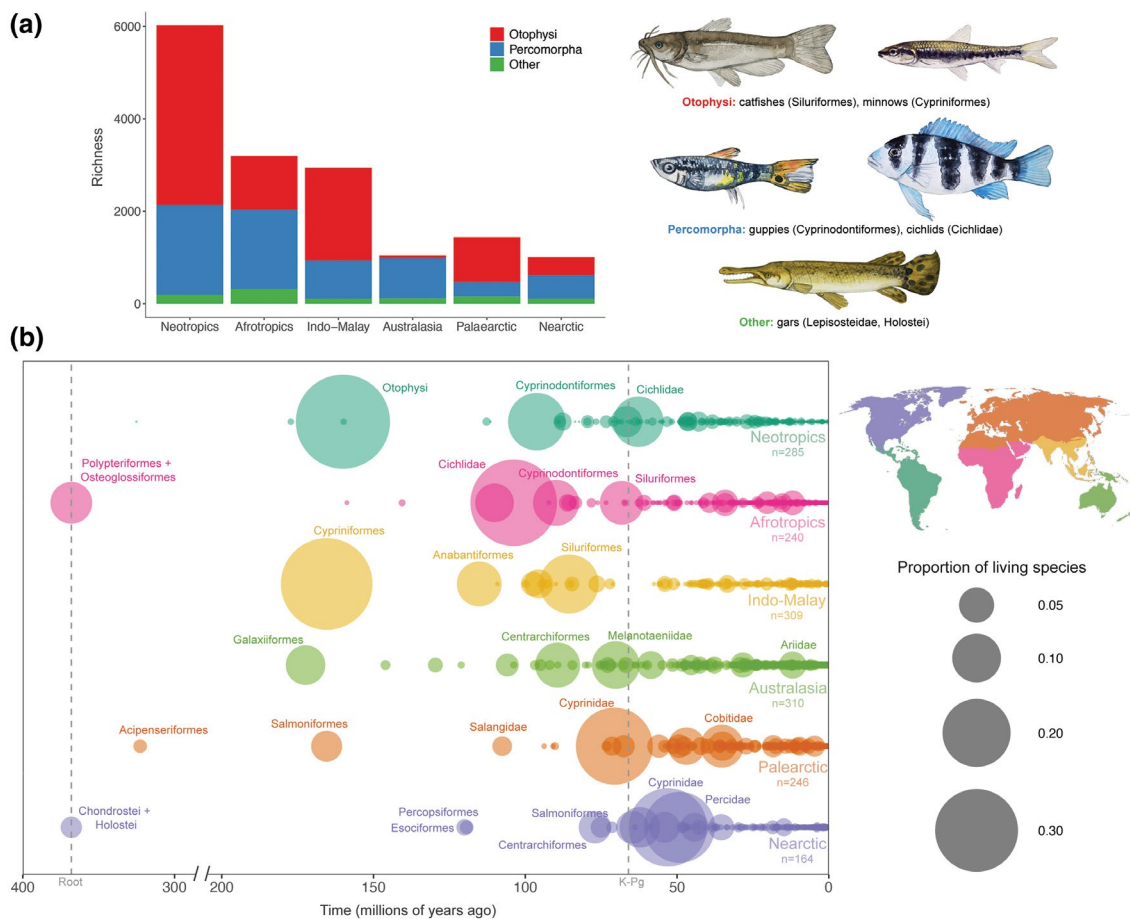 (a)
6000
4000
2000
0
Richness
Otophysi
Percomorpha
Other
Neotropics
Afrotropics
Indo-Malay
Australasia
Palaearctic
Nearctic
Otophysi: catfishes (Siluriformes), minnows (Cypriniformes)
Percomorpha: guppies (Cyprinodontiformes), cichlids (Cichlidae)
Other: gars (Lepisosteidae, Holostei)
(b)
Otophysi
Cyprinodontiformes
Cichlidae
Neotropics
n=285
Polypteriformes +
Osteoglossiformes
Cichlidae
Cyprinodontiformes
Siluriformes
Afrotropics
n=240
Cypriniformes
Anabantiformes
Siluriformes
Indo-Malay
n=309
Galaxiiformes
Centrarchiformes
Melanotaeniidae
Ariidae
Australasia
n=310
Acipenseriformes
Salmoniformes
Salangidae
Cyprinidae
Cobitidae
Palearctic
n=246
Chondrostei +
Holostei
Percopsiformes
Esociformes
Salmoniformes
Centrarchiformes
Cyprinidae
Percidae
Nearctic
n=164
Root
K-Pg
400
300
200
150
100
50
0
Time (millions of years ago)
Proportion of living species
0.05
0.10
0.20
0.30